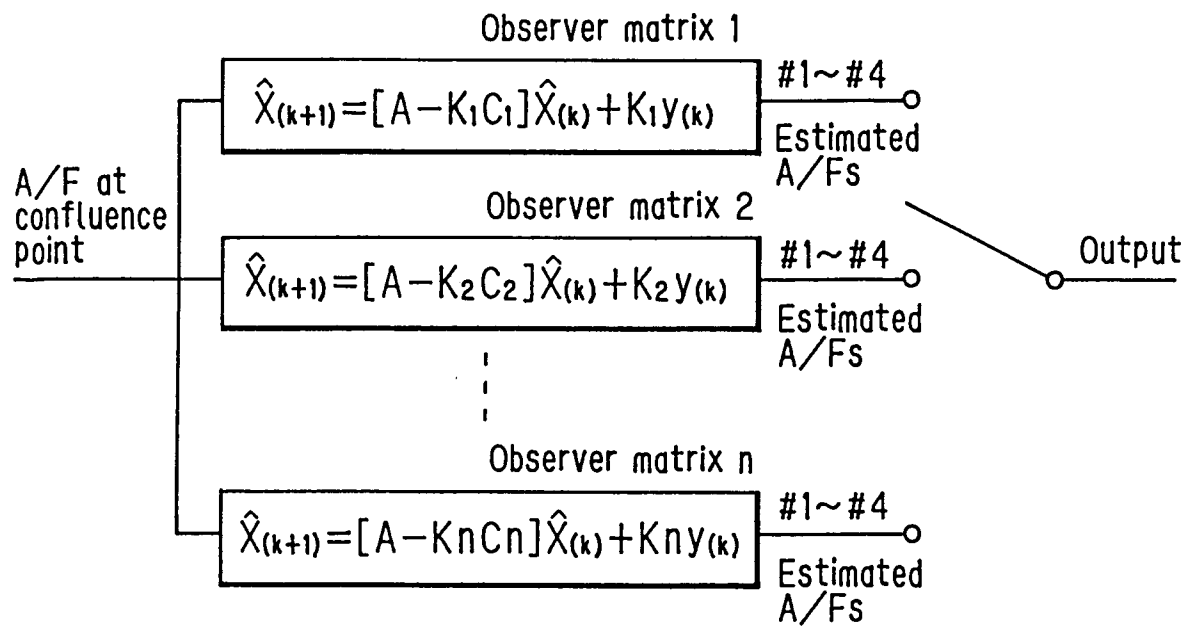 Observer matrix 1
X̂(k+1)=[A-K1C1]X̂(k)+K1y(k)
#1~#4
Estimated
A/Fs
A/F at
confluence
point
Observer matrix 2
X̂(k+1)=[A-K2C2]X̂(k)+K2y(k)
#1~#4
Estimated
A/Fs
Output
Observer matrix n
X̂(k+1)=[A-KnCn]X̂(k)+Kny(k)
#1~#4
Estimated
A/Fs